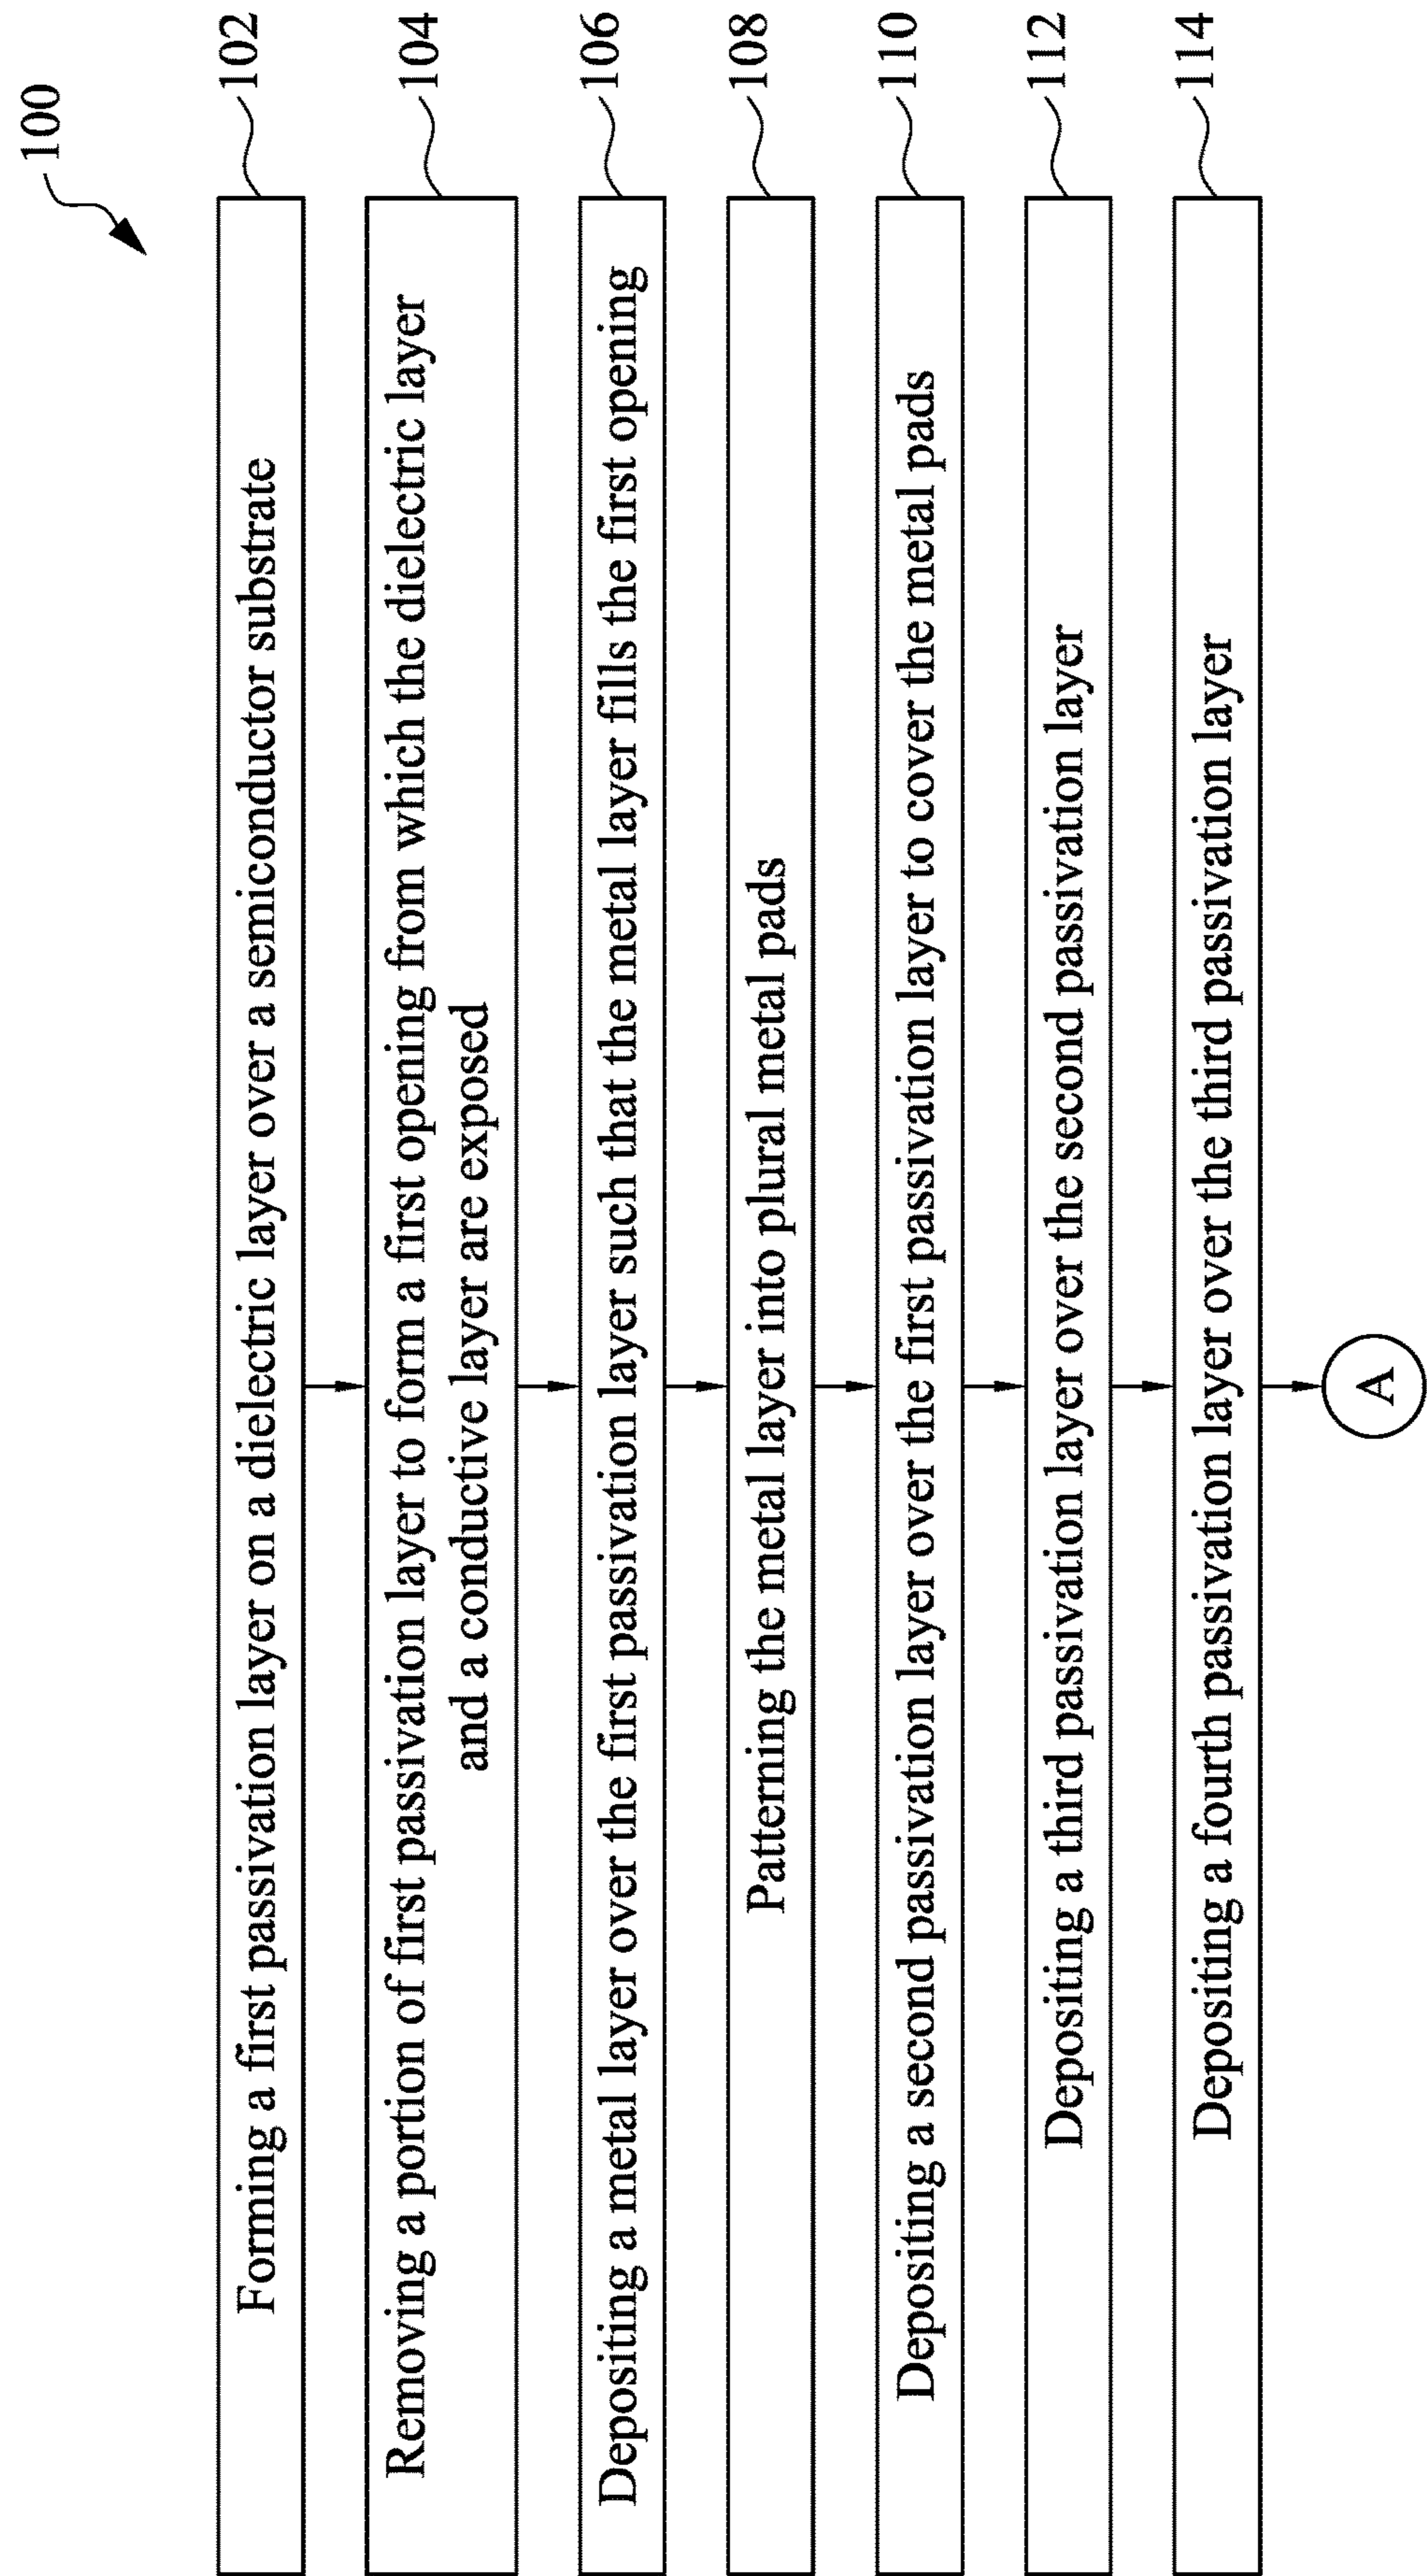 100
Forming a first passivation layer on a dielectric layer over a semiconductor substrate
102
Removing a portion of first passivation layer to form a first opening from which the dielectric layer
and a conductive layer are exposed
104
Depositing a metal layer over the first passivation layer such that the metal layer fills the first opening
106
Patterning the metal layer into plural metal pads
108
Depositing a second passivation layer over the first passivation layer to cover the metal pads
110
Depositing a third passivation layer over the second passivation layer
112
Depositing a fourth passivation layer over the third passivation layer
114
A